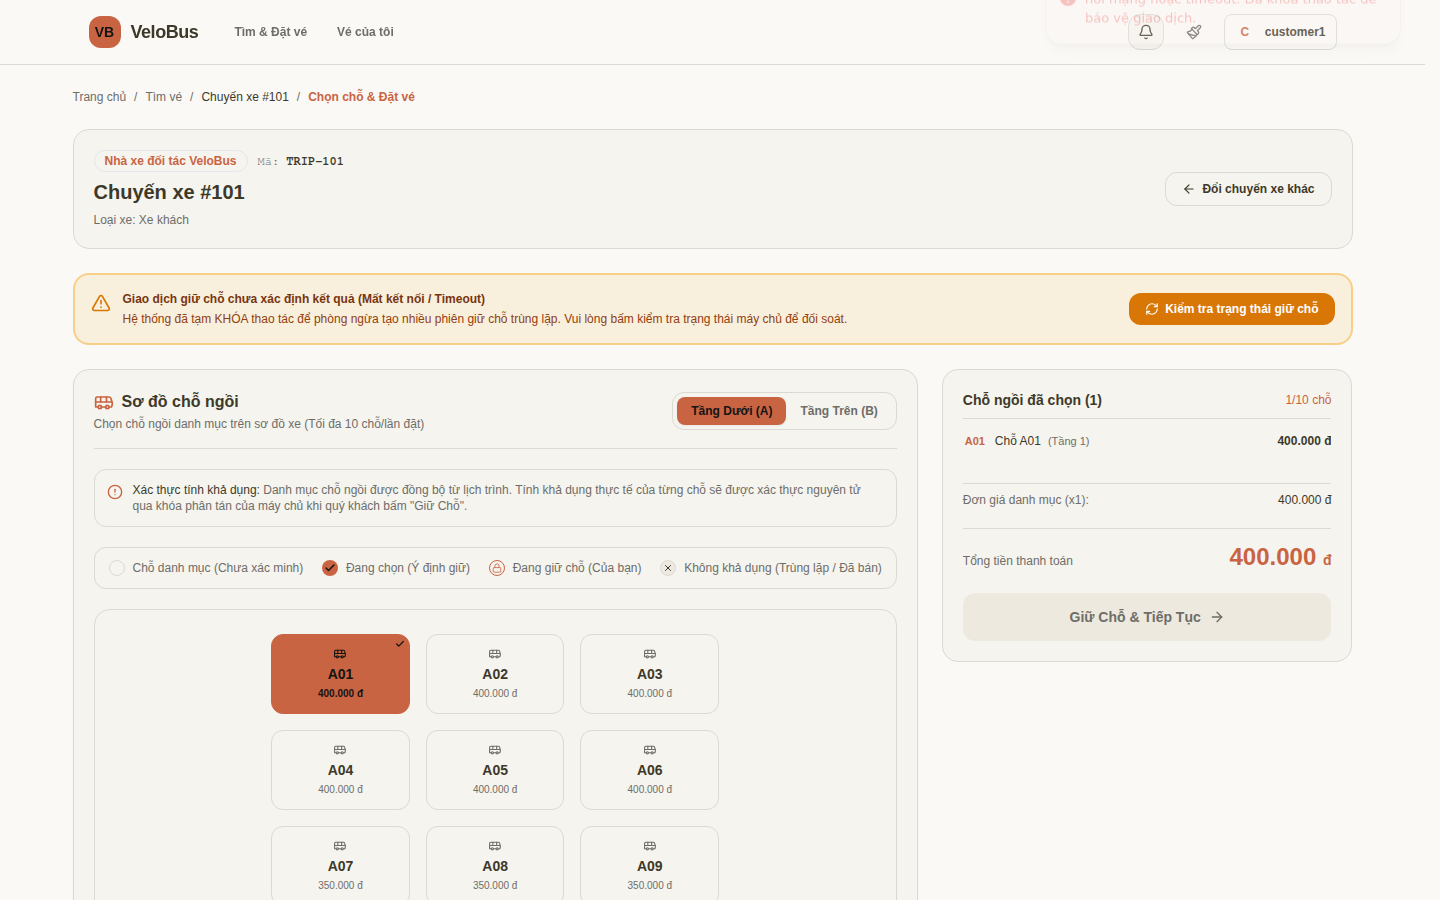 nối mạng hoặc timeout. Đã khóa thao tác để
bảo vệ giao dịch.
VB VeloBus Tìm & Đặt vé Vé của tôi C customer1
Trang chủ / Tìm vé / Chuyến xe #101 / Chọn chỗ & Đặt vé
Nhà xe đối tác VeloBus Mã: TRIP-101
Chuyến xe #101
Loại xe: Xe khách
Đổi chuyến xe khác
Giao dịch giữ chỗ chưa xác định kết quả (Mất kết nối / Timeout)
Hệ thống đã tạm KHÓA thao tác để phòng ngừa tạo nhiều phiên giữ chỗ trùng lặp. Vui lòng bấm kiểm tra trạng thái máy chủ để đối soát.
Kiểm tra trạng thái giữ chỗ
Sơ đồ chỗ ngồi
Chọn chỗ ngồi danh mục trên sơ đồ xe (Tối đa 10 chỗ/lần đặt)
Tầng Dưới (A) Tầng Trên (B)
Xác thực tính khả dụng: Danh mục chỗ ngồi được đồng bộ từ lịch trình. Tính khả dụng thực tế của từng chỗ sẽ được xác thực nguyên tử
qua khóa phân tán của máy chủ khi quý khách bấm "Giữ Chỗ".
Chỗ danh mục (Chưa xác minh) Đang chọn (Ý định giữ) Đang giữ chỗ (Của bạn) Không khả dụng (Trùng lặp / Đã bán)
A01 A02 A03
400.000 đ 400.000 đ 400.000 đ
A04 A05 A06
400.000 đ 400.000 đ 400.000 đ
A07 A08 A09
350.000 đ 350.000 đ 350.000 đ
Chỗ ngồi đã chọn (1) 1/10 chỗ
A01 Chỗ A01 (Tầng 1) 400.000 đ
Đơn giá danh mục (x1): 400.000 đ
Tổng tiền thanh toán 400.000 đ
Giữ Chỗ & Tiếp Tục